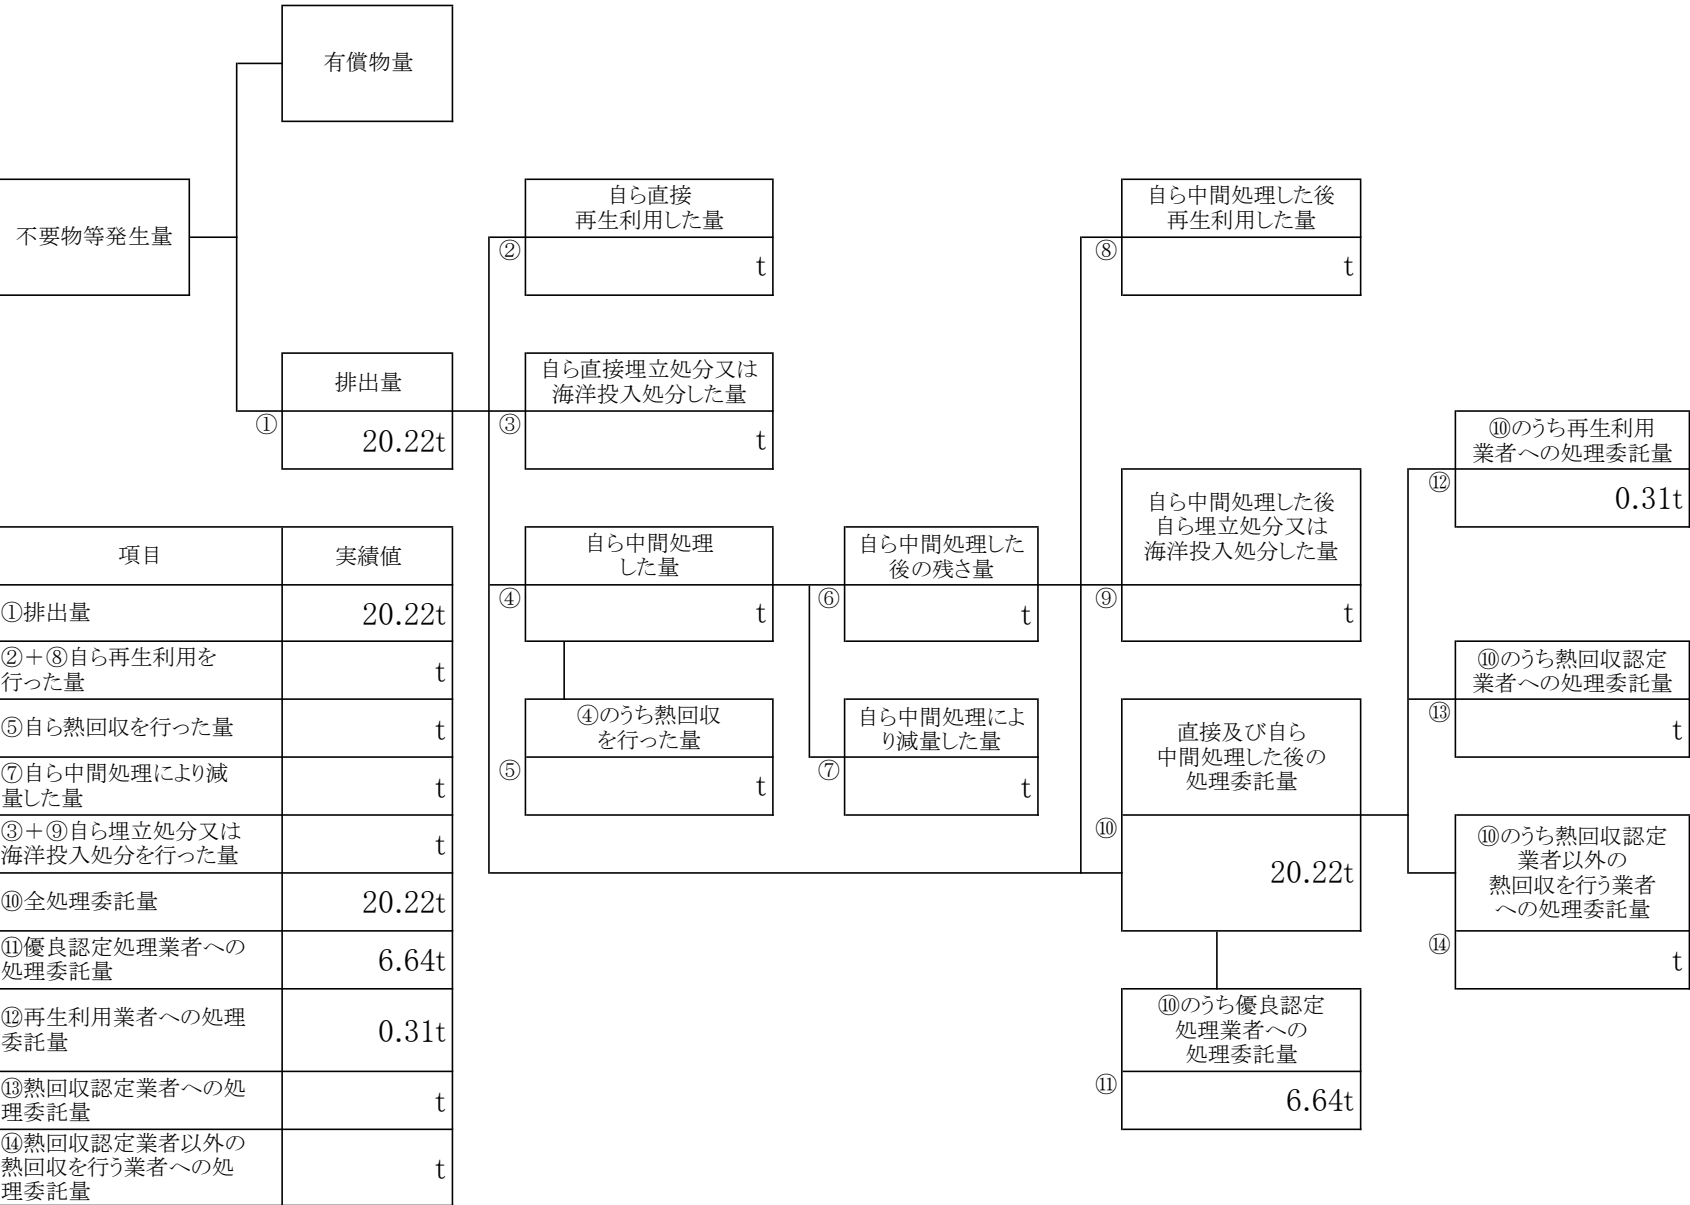 有償物量
不要物等発生量
排出量
①
20.22t
自ら直接
再生利用した量
②
t
自ら直接埋立処分又は
海洋投入処分した量
③
t
自ら中間処理
した量
④
t
④のうち熱回収
を行った量
⑤
t
自ら中間処理した
後の残さ量
⑥
t
自ら中間処理によ
り減量した量
⑦
t
自ら中間処理した後
再生利用した量
⑧
t
自ら中間処理した後
自ら埋立処分又は
海洋投入処分した量
⑨
t
直接及び自ら
中間処理した後の
処理委託量
⑩
20.22t
⑩のうち優良認定
処理業者への
処理委託量
⑪
6.64t
⑩のうち再生利用
業者への処理委託量
⑫
0.31t
⑩のうち熱回収認定
業者への処理委託量
⑬
t
⑩のうち熱回収認定
業者以外の
熱回収を行う業者
への処理委託量
⑭
t
項目 実績値
①排出量 20.22t
②＋⑧自ら再生利用を
行った量 t
⑤自ら熱回収を行った量 t
⑦自ら中間処理により減
量した量 t
③＋⑨自ら埋立処分又は
海洋投入処分を行った量 t
⑩全処理委託量 20.22t
⑪優良認定処理業者への
処理委託量 6.64t
⑫再生利用業者への処理
委託量 0.31t
⑬熱回収認定業者への処
理委託量 t
⑭熱回収認定業者以外の
熱回収を行う業者への処
理委託量 t